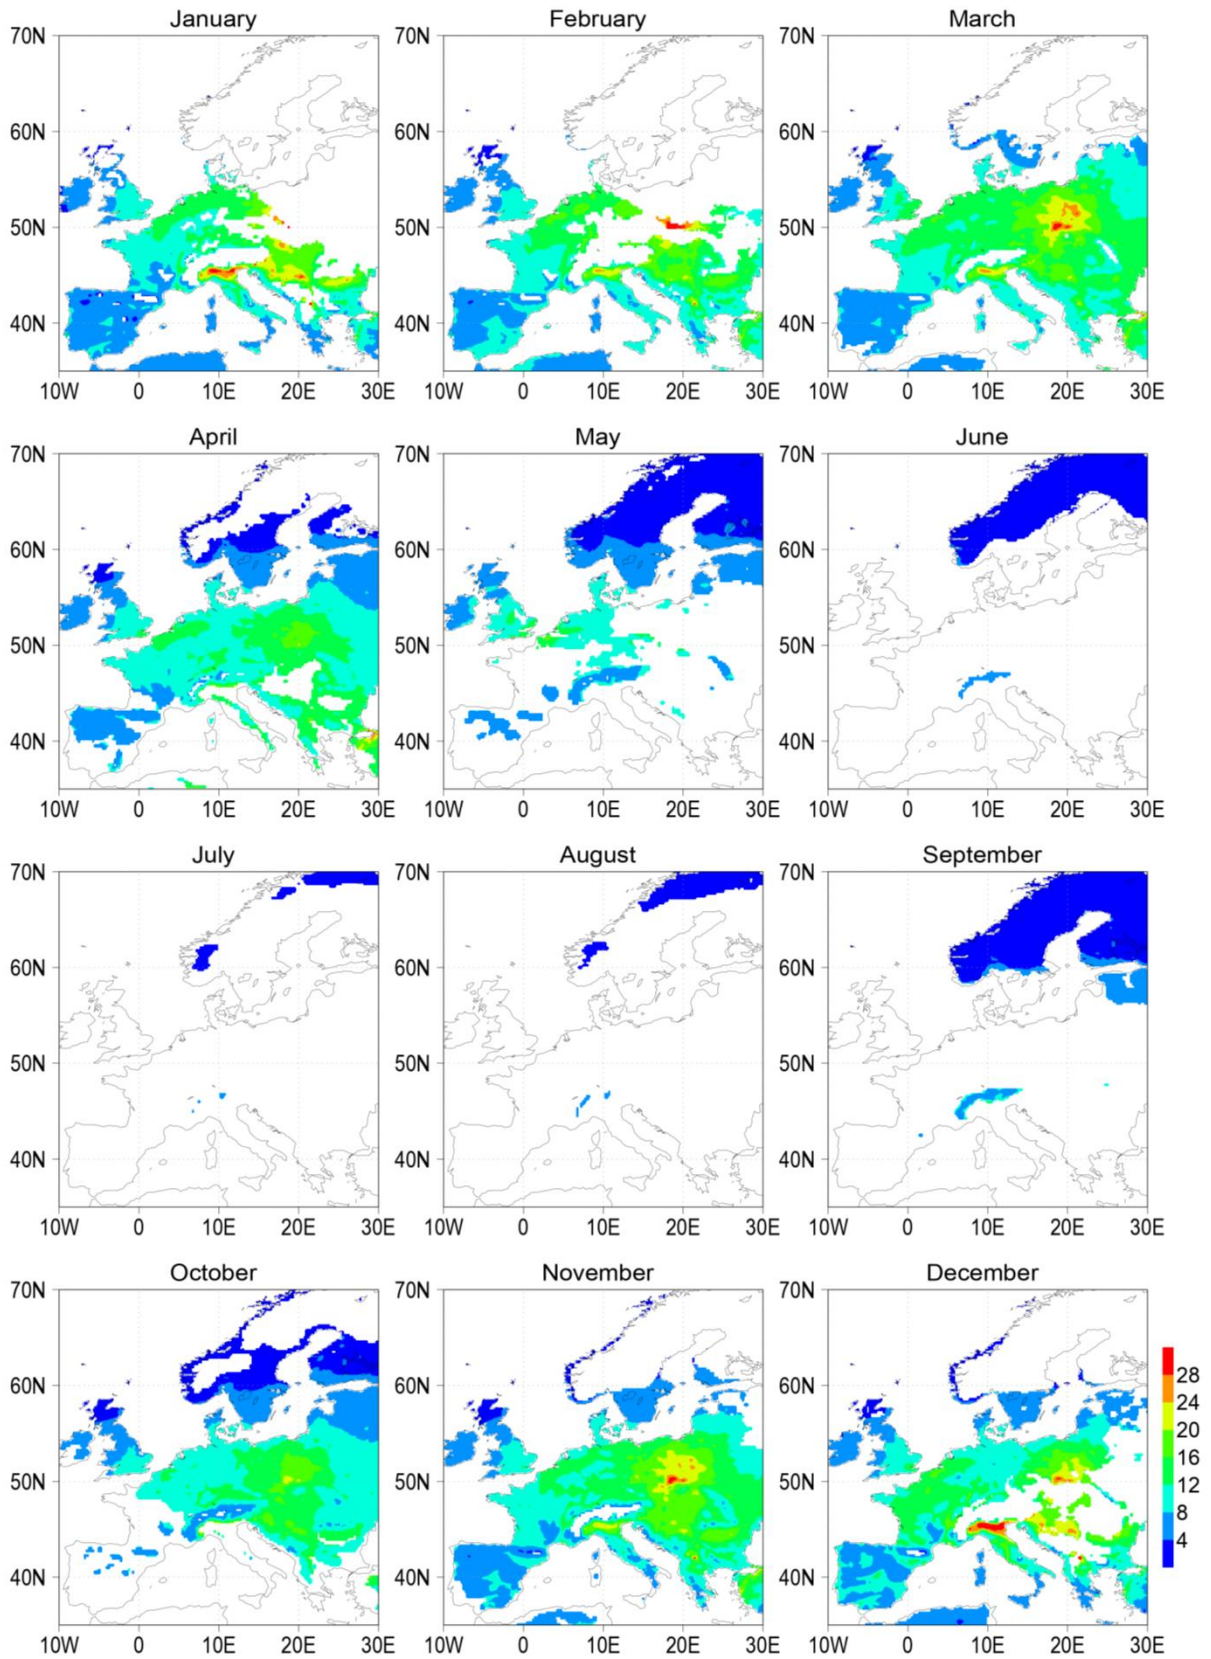 January February March
70N 70N 70N
60N 60N 60N
50N 50N 50N
40N 40N 40N
10W 0 10E 20E 30E 10W 0 10E 20E 30E 10W 0 10E 20E 30E
April May June
70N 70N 70N
60N 60N 60N
50N 50N 50N
40N 40N 40N
10W 0 10E 20E 30E 10W 0 10E 20E 30E 10W 0 10E 20E 30E
July August September
70N 70N 70N
60N 60N 60N
50N 50N 50N
40N 40N 40N
10W 0 10E 20E 30E 10W 0 10E 20E 30E 10W 0 10E 20E 30E
October November December
70N 70N 70N
60N 60N 60N
50N 50N 50N
40N 40N 40N
10W 0 10E 20E 30E 10W 0 10E 20E 30E 10W 0 10E 20E 30E
28
24
20
16
12
8
4